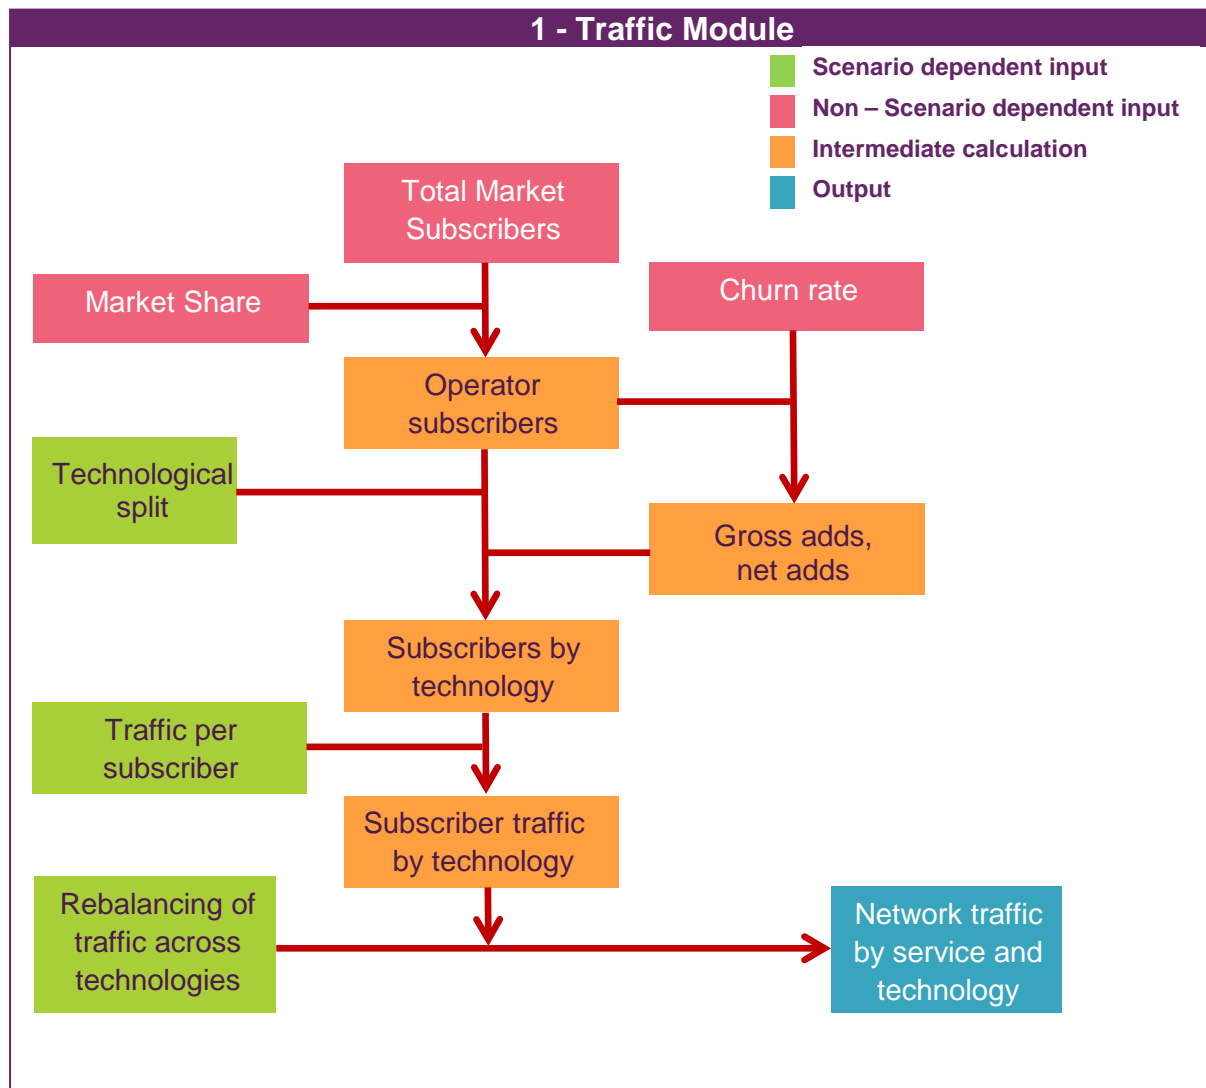 1 - Traffic Module
Scenario dependent input
Non – Scenario dependent input
Intermediate calculation
Output
Total Market
Subscribers
Market Share
Churn rate
Operator
subscribers
Technological
split
Gross adds,
net adds
Subscribers by
technology
Traffic per
subscriber
Subscriber traffic
by technology
Rebalancing of
traffic across
technologies
Network traffic
by service and
technology